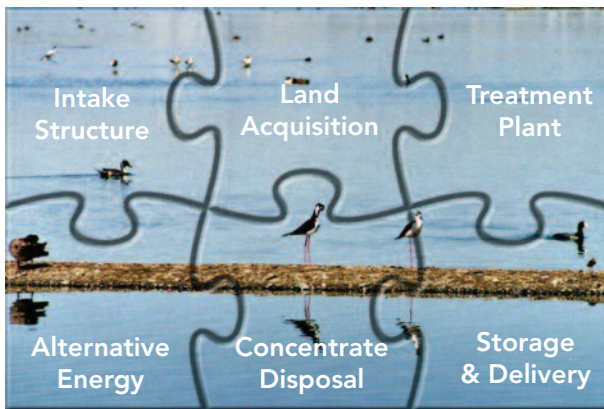 Intake
Structure
Land
Acquisition
Treatment
Plant
Alternative
Energy
Concentrate
Disposal
Storage
& Delivery